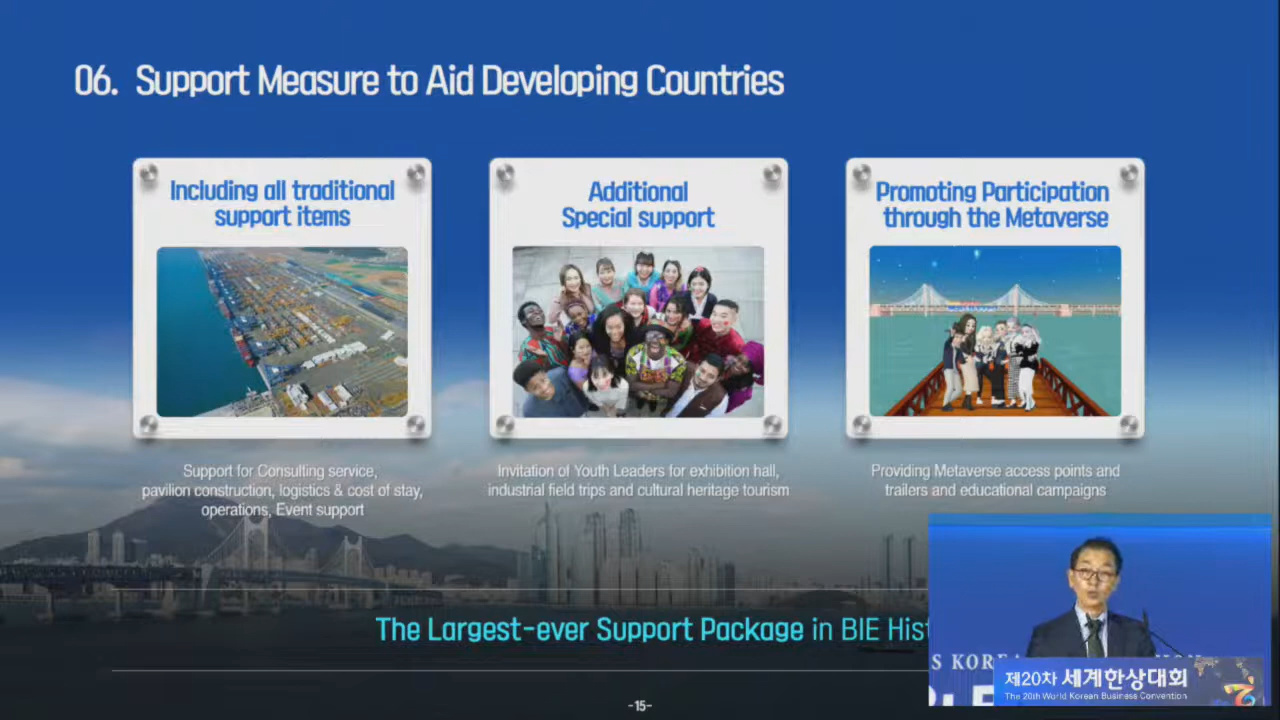 06. Support Measure to Aid Developing Countries
Including all traditional
support items
Additional
Special support
Promoting Participation
through the Metaverse
Support for Consulting service,
pavilion construction, logistics & cost of stay,
operations, Event support
Invitation of Youth Leaders for exhibition hall,
industrial field trips and cultural heritage tourism
Providing Metaverse access points and
trailers and educational campaigns
The Largest-ever Support Package in BIE Hist
S KOR
제20차 세계한상대회
The 20th World Korean Business Convention
-15-